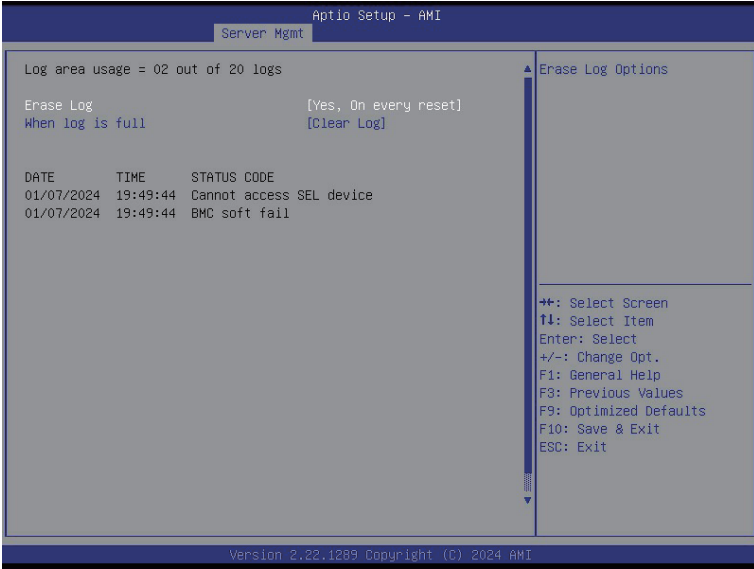 Aptio Setup – AMI
Server Mgmt
Log area usage = 02 out of 20 logs
Erase Log [Yes, On every reset]
When log is full [Clear Log]
DATE TIME STATUS CODE
01/07/2024 19:49:44 Cannot access SEL device
01/07/2024 19:49:44 BMC soft fail
Erase Log Options
→←: Select Screen
↑↓: Select Item
Enter: Select
+/-: Change Opt.
F1: General Help
F3: Previous Values
F9: Optimized Defaults
F10: Save & Exit
ESC: Exit
Version 2.22.1289 Copyright (C) 2024 AMI